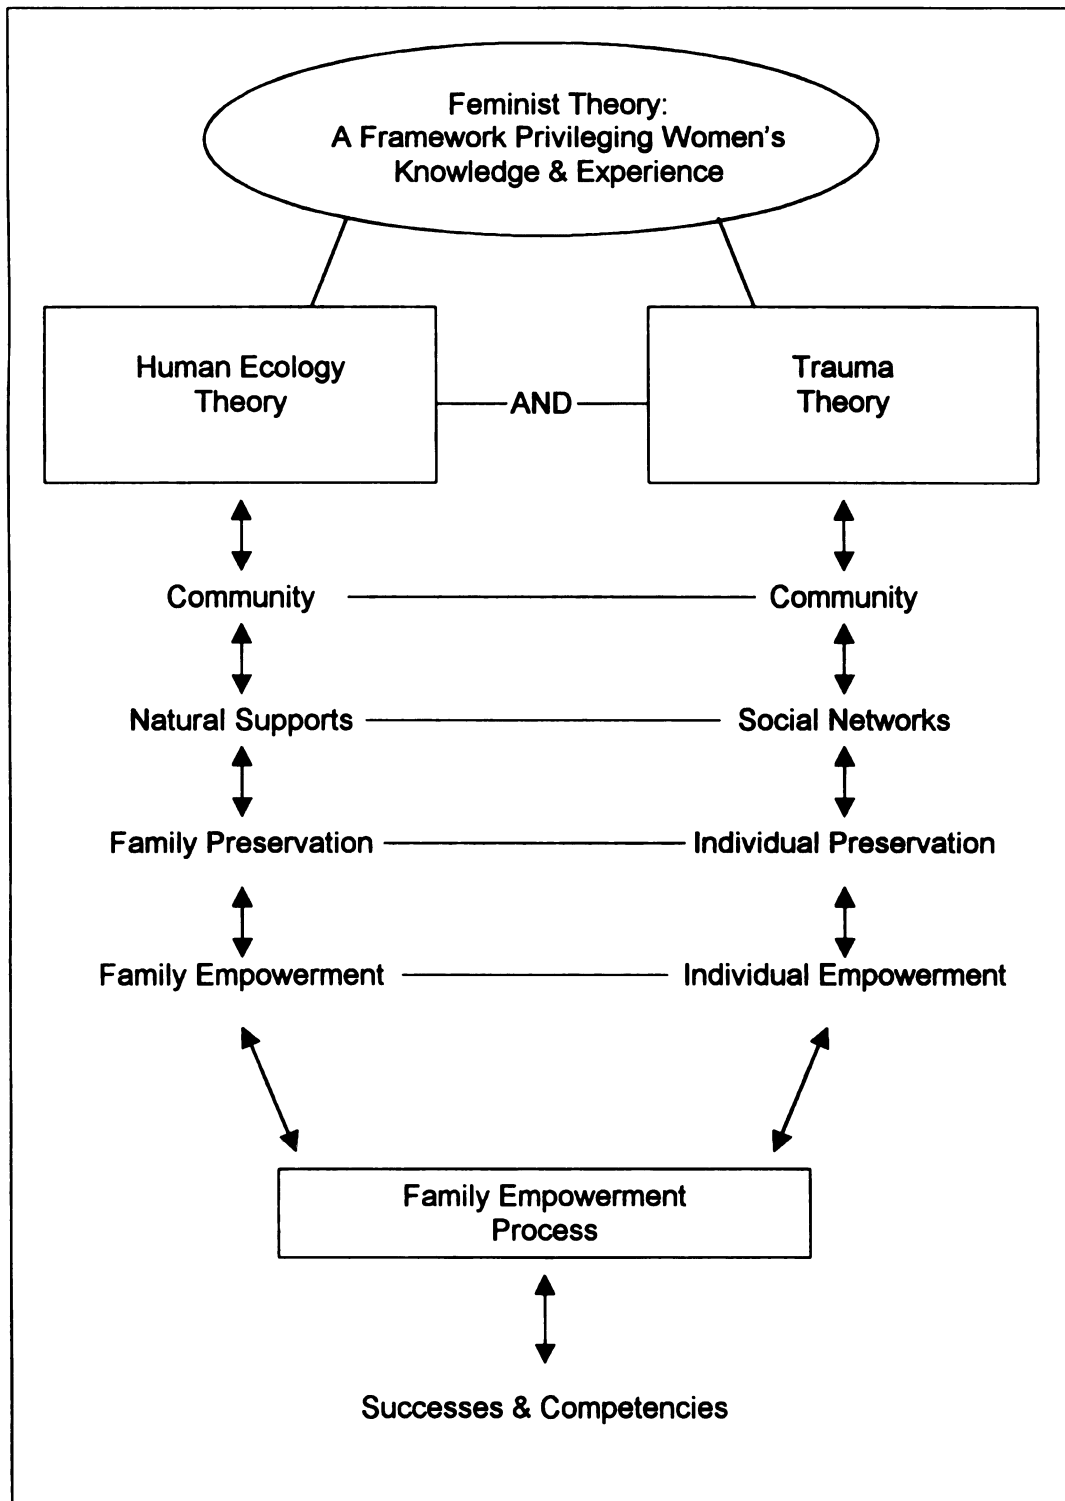 Feminist Theory:
A Framework Privileging Women's
Knowledge & Experience
Human Ecology
Theory
AND
Trauma
Theory
Community
Community
Natural Supports
Social Networks
Family Preservation
Individual Preservation
Family Empowerment
Individual Empowerment
Family Empowerment
Process
Successes & Competencies